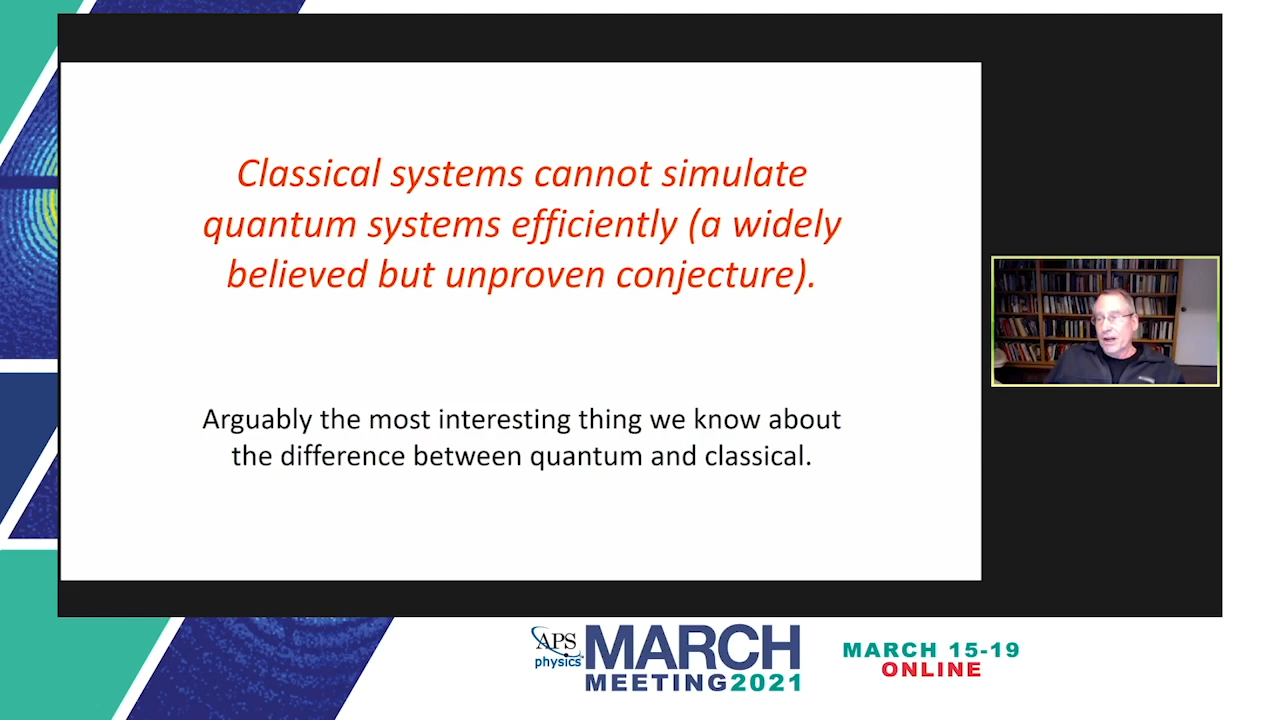 Classical systems cannot simulate
quantum systems efficiently (a widely
believed but unproven conjecture).
Arguably the most interesting thing we know about
the difference between quantum and classical.
APS
physics
MARCH
MEETING2021
MARCH 15-19
ONLINE